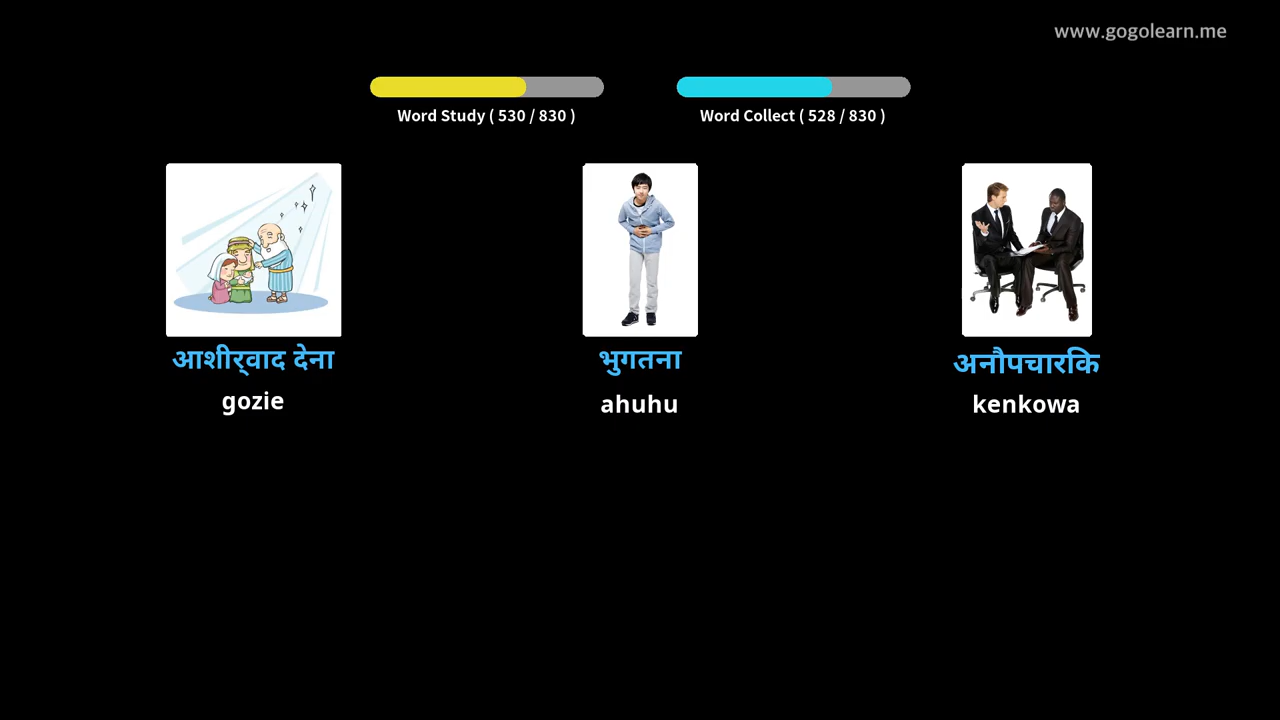 www.gogolearn.me
Word Study ( 530 / 830 )
Word Collect ( 528 / 830 )
आशीर्‌वाद देना
भुगतना
अनौपचारकि
gozie
ahuhu
kenkowa